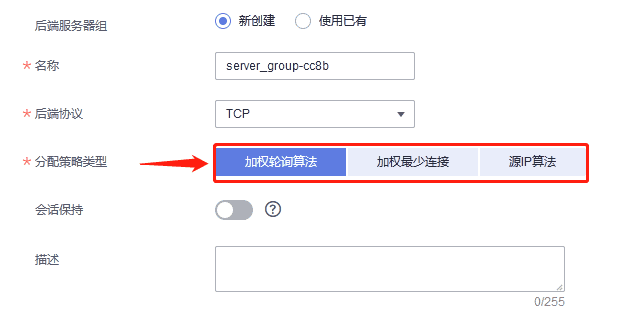 后端服务器组 新创建 使用已有
* 名称 server_group-cc8b
* 后端协议 TCP
* 分配策略类型 加权轮询算法 加权最少连接 源IP算法
会话保持 ?
描述
0/255